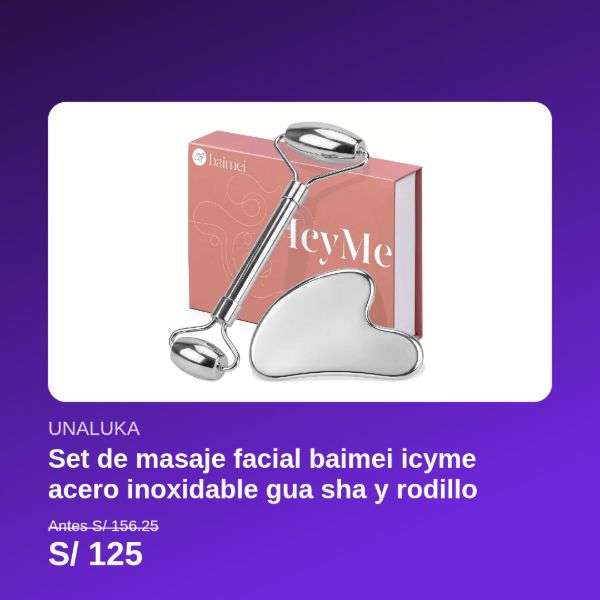 baimei
IcyMe
UNALUKA
Set de masaje facial baimei icyme
acero inoxidable gua sha y rodillo
Antes S/ 156.25
S/ 125